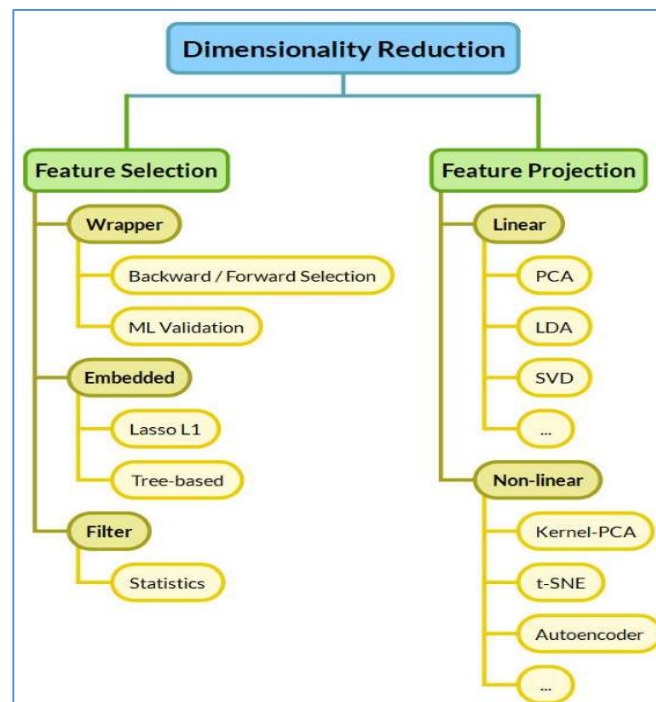 Dimensionality Reduction
Feature Selection
Wrapper
Backward / Forward Selection
ML Validation
Embedded
Lasso L1
Tree-based
Filter
Statistics
Feature Projection
Linear
PCA
LDA
SVD
...
Non-linear
Kernel-PCA
t-SNE
Autoencoder
...